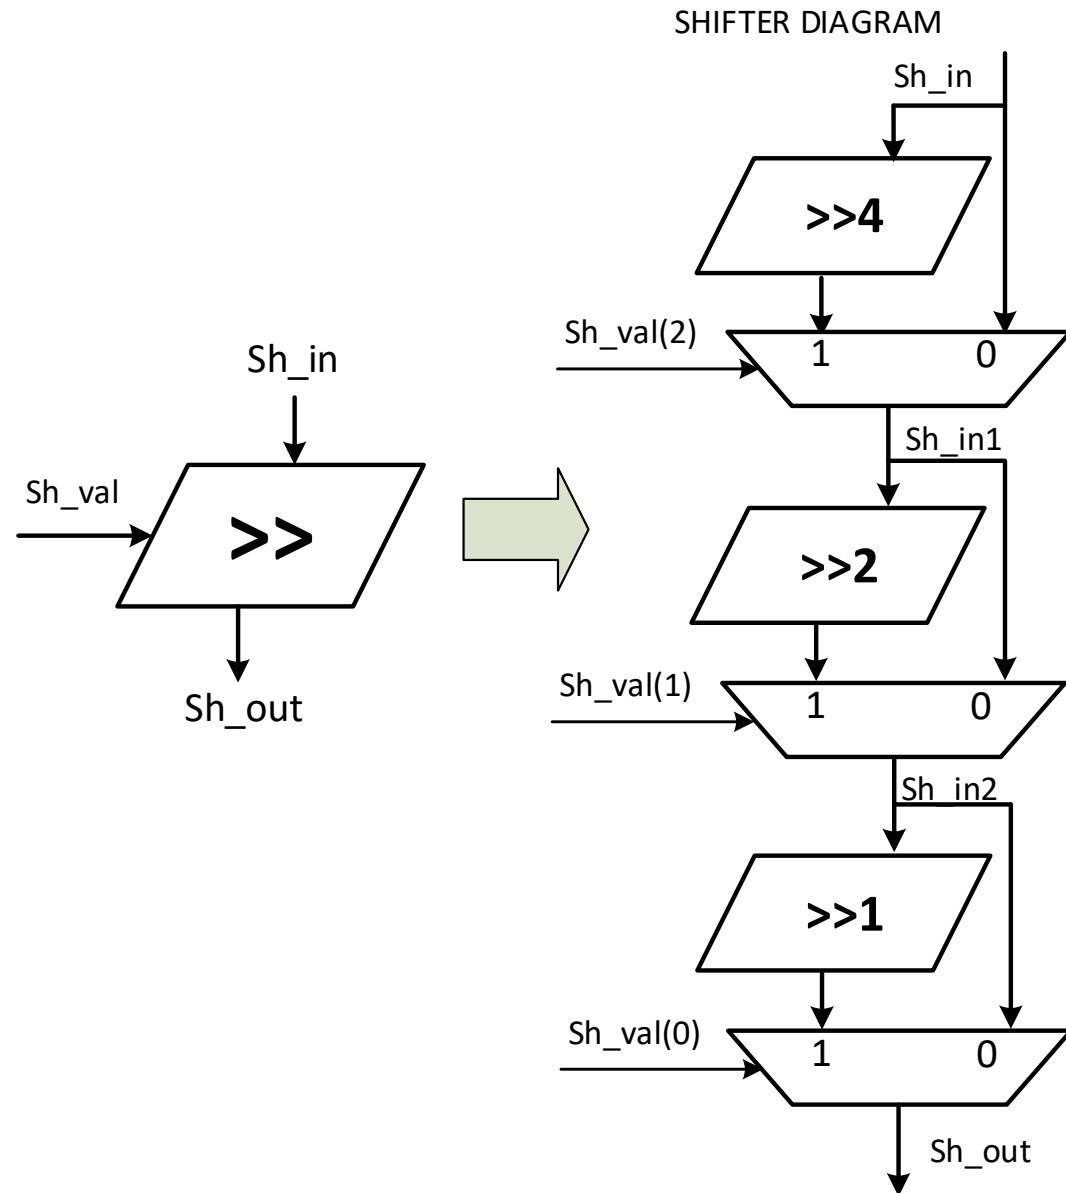 SHIFTER DIAGRAM
Sh_in
>>4
Sh_val(2)
1 0
Sh_in1
Sh_in
Sh_val
>>
Sh_out
>>2
Sh_val(1)
1 0
Sh_in2
>>1
Sh_val(0)
1 0
Sh_out